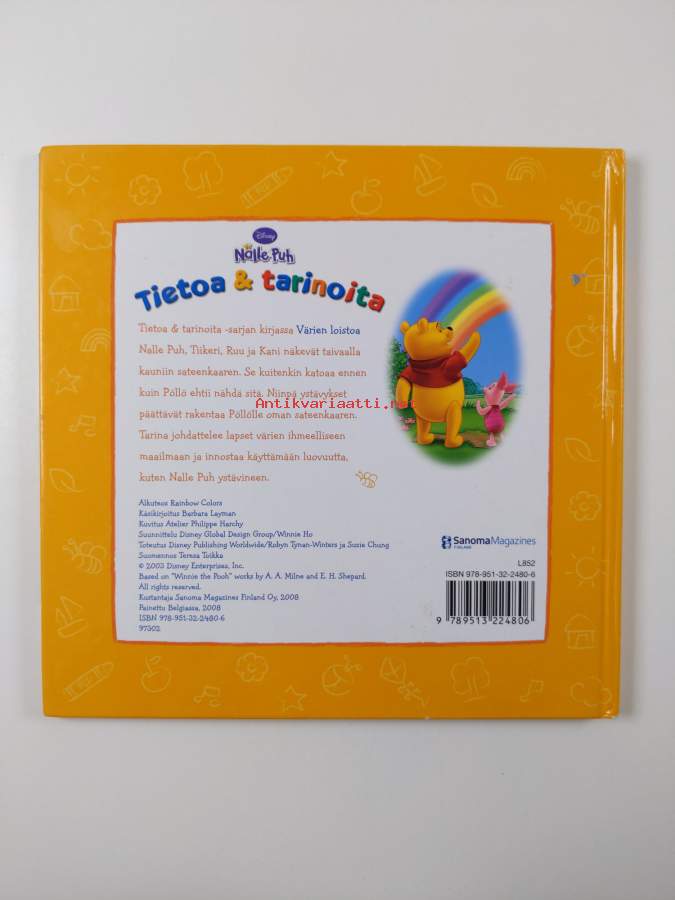 Disney
Nalle Puh
Tietoa & tarinoita
Tietoa & tarinoita -sarjan kirjassa Värien loistoa
Nalle Puh, Tiikeri, Ruu ja Kani näkevät taivaalla
kauniin sateenkaaren. Se kuitenkin katoaa ennen
kuin Pöllö ehtii nähdä sitä. Niinpä ystävykset
Antikvariaatti.net
päättävät rakentaa Pöllölle oman sateenkaaren.
Tarina johdattelee lapset värien ihmeelliseen
maailmaan ja innostaa käyttämään luovuutta,
kuten Nalle Puh ystävineen.
Alkuteos Rainbow Colors
Käsikirjoitus Barbara Layman
Kuvitus Atelier Philippe Harchy
Suunnittelu Disney Global Design Group/Winnie Ho
Toteutus Disney Publishing Worldwide/Robyn Tynan-Winters ja Suzie Chung
Suomennos Teresa Toikka
© 2003 Disney Enterprises, Inc.
Based on "Winnie the Pooh" works by A. A. Milne and E. H. Shepard.
All rights reserved.
Kustantaja Sanoma Magazines Finland Oy, 2008
Painettu Belgiassa, 2008
ISBN 978-951-32-2480-6
97302
SanomaMagazines
FINLAND
L852
ISBN 978-951-32-2480-6
9 789513 224806